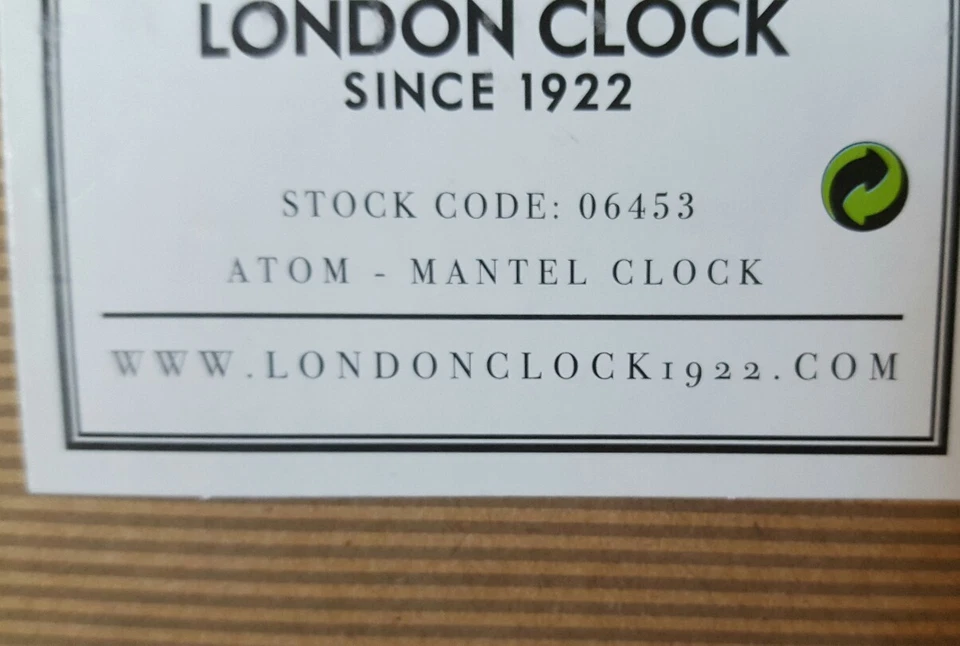 LONDON CLOCK
SINCE 1922
STOCK CODE: 06453
ATOM - MANTEL CLOCK
WWW.LONDONCLOCK1922.COM